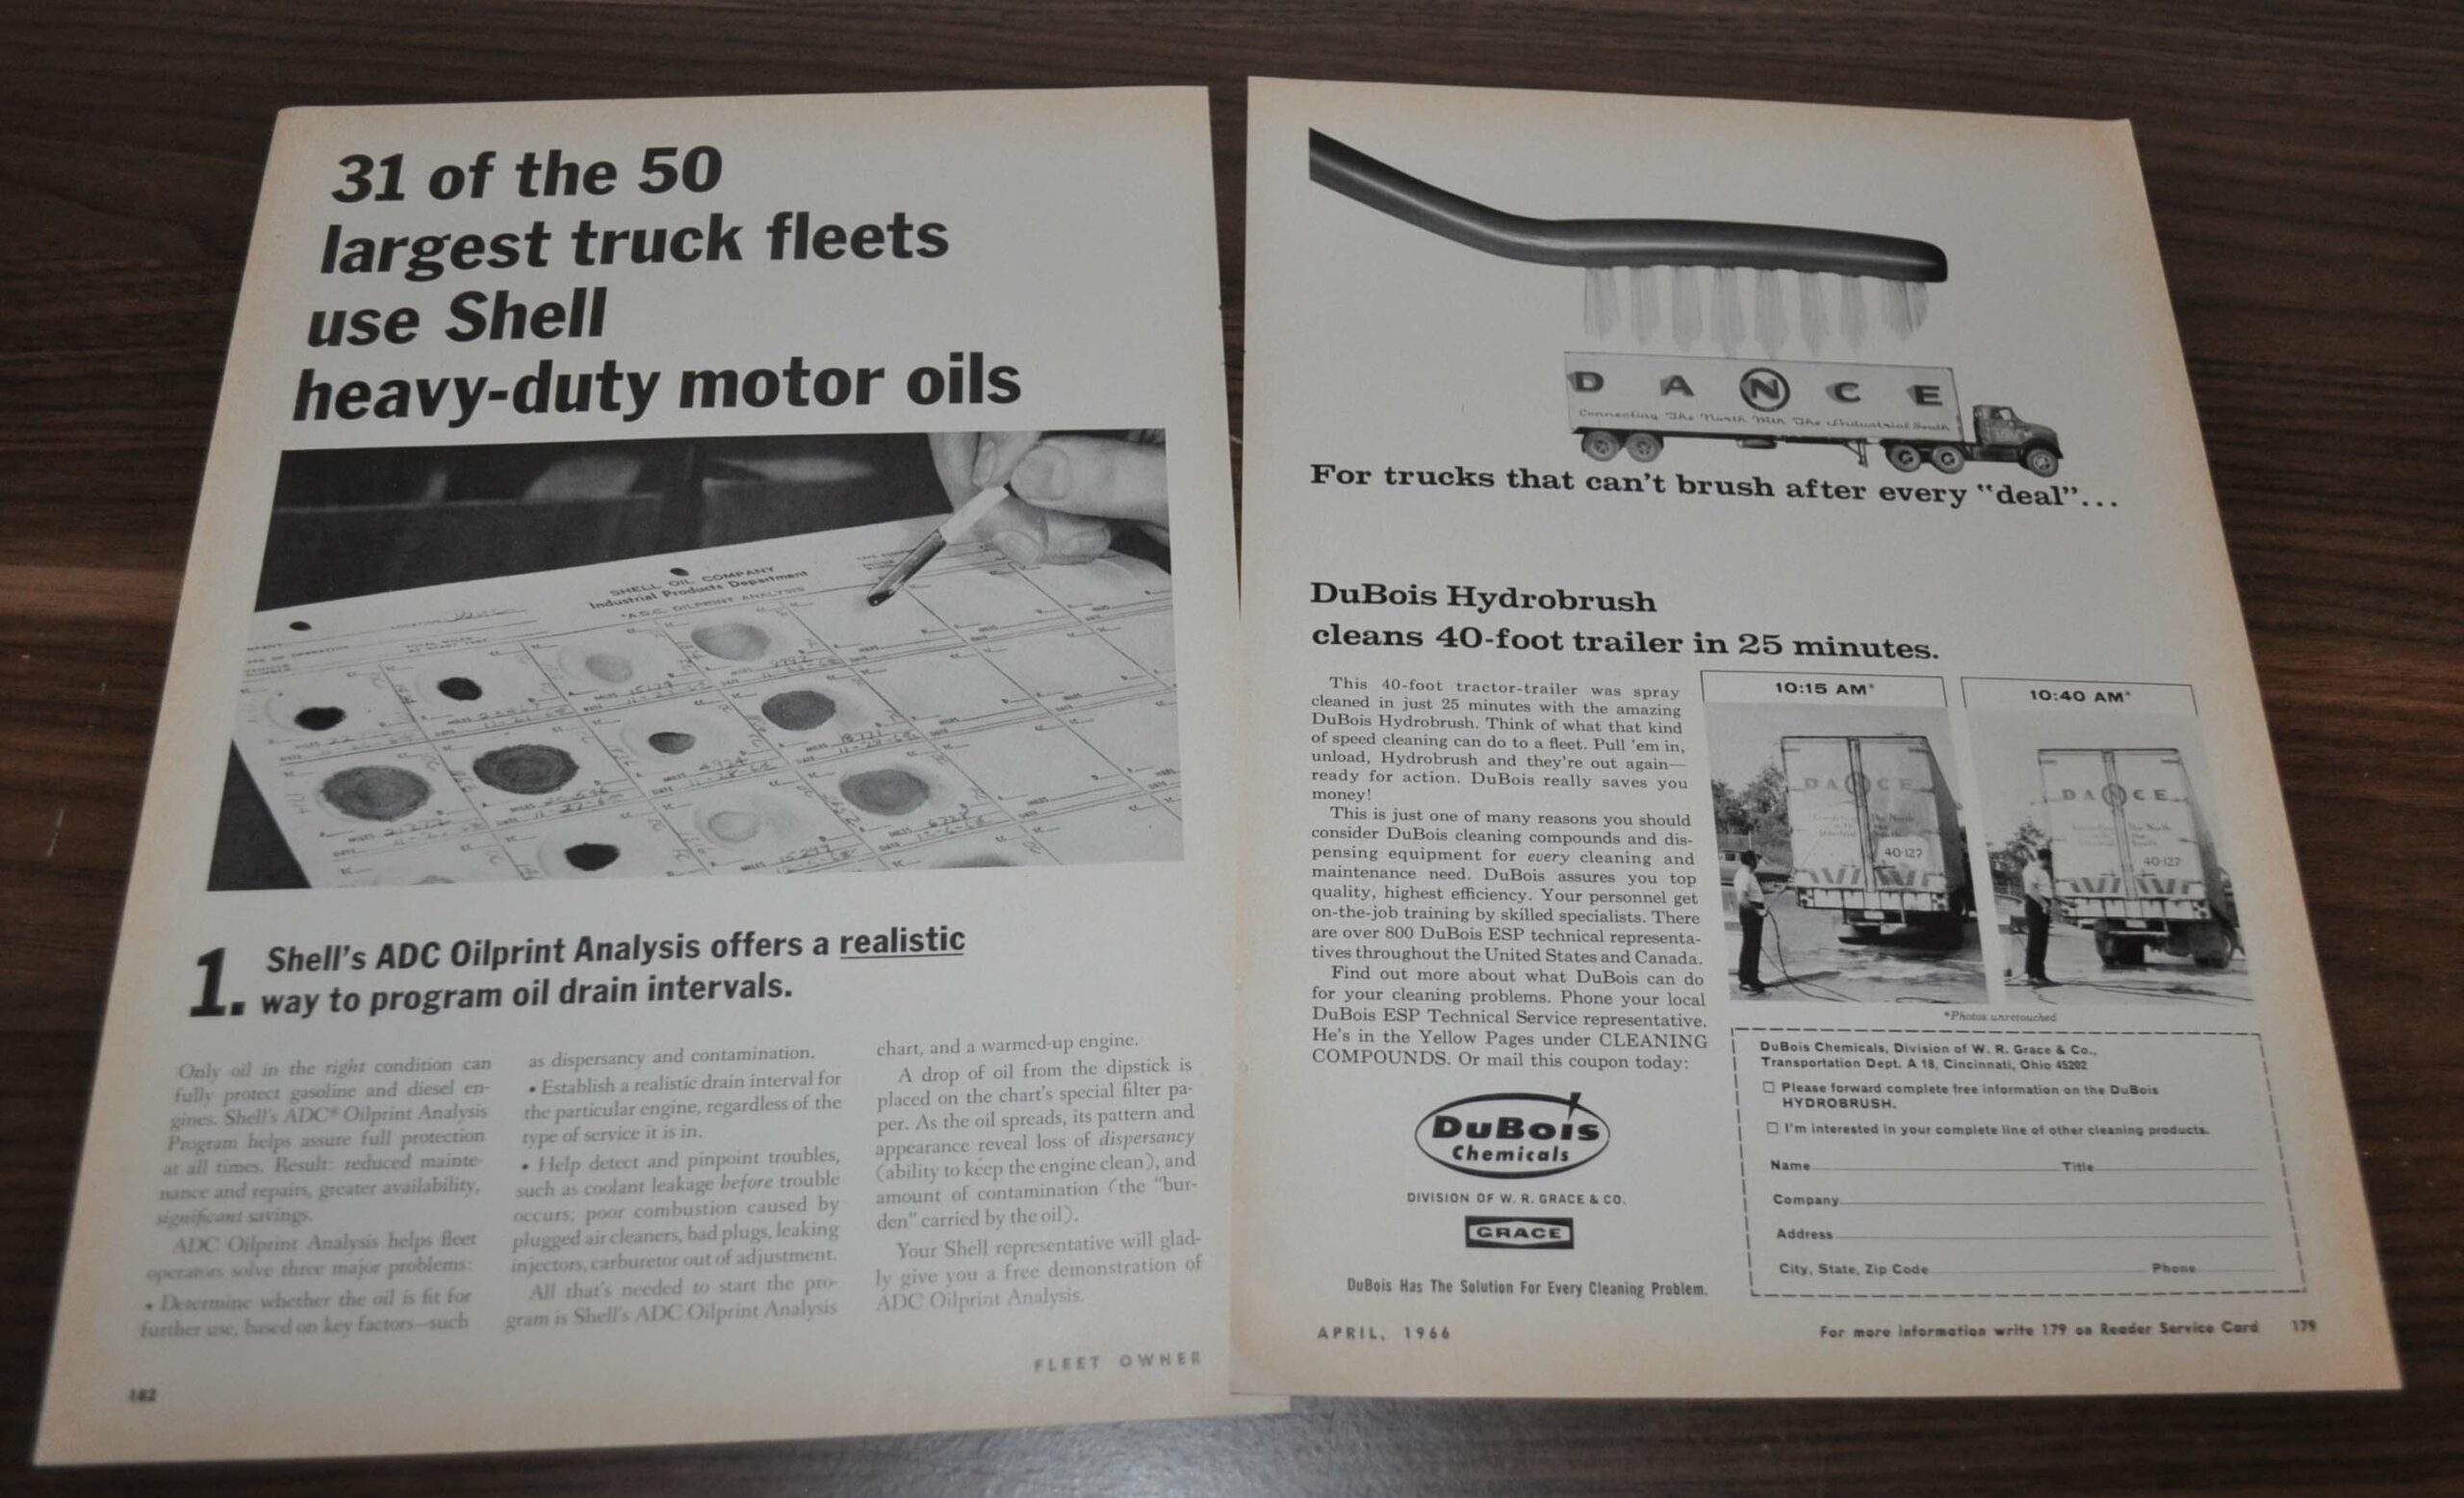 31 of the 50
largest truck fleets
use Shell
heavy-duty motor oils
SHELL OIL COMPANY
Industrial Products Department
ADC OILPRINT ANALYSIS
1. Shell's ADC Oilprint Analysis offers a realistic
way to program oil drain intervals.
Only oil in the right condition can
fully protect gasoline and diesel en-
gines. Shell's ADC® Oilprint Analysis
Program helps assure full protection
at all times. Result: reduced mainte-
nance and repairs, greater availability,
significant savings.
ADC Oilprint Analysis helps fleet
operators solve three major problems:
• Determine whether the oil is fit for
further use, based on key factors—such
as dispersancy and contamination.
• Establish a realistic drain interval for
the particular engine, regardless of the
type of service it is in.
• Help detect and pinpoint troubles,
such as coolant leakage before trouble
occurs, poor combustion caused by
plugged air cleaners, bad plugs, leaking
injectors, carburetor out of adjustment.
All that's needed to start the pro-
gram is Shell's ADC Oilprint Analysis
chart, and a warmed-up engine.
A drop of oil from the dipstick is
placed on the chart's special filter pa-
per. As the oil spreads, its pattern and
appearance reveal loss of dispersancy
(ability to keep the engine clean), and
amount of contamination (the "bur-
den" carried by the oil).
Your Shell representative will glad-
ly give you a free demonstration of
ADC Oilprint Analysis.
FLEET OWNER
182
DANCE
Connecting The North With The Industrial South
For trucks that can't brush after every "deal"...
DuBois Hydrobrush
cleans 40-foot trailer in 25 minutes.
This 40-foot tractor-trailer was spray
cleaned in just 25 minutes with the amazing
DuBois Hydrobrush. Think of what that kind
of speed cleaning can do to a fleet. Pull 'em in,
unload, Hydrobrush and they're out again—
ready for action. DuBois really saves you
money!
This is just one of many reasons you should
consider DuBois cleaning compounds and dis-
pensing equipment for every cleaning and
maintenance need. DuBois assures you top
quality, highest efficiency. Your personnel get
on-the-job training by skilled specialists. There
are over 800 DuBois ESP technical representa-
tives throughout the United States and Canada.
Find out more about what DuBois can do
for your cleaning problems. Phone your local
DuBois ESP Technical Service representative.
He's in the Yellow Pages under CLEANING
COMPOUNDS. Or mail this coupon today:
10:15 AM*
DANCE
40-127
10:40 AM*
DANCE
40-127
*Photos unretouched
DuBois
Chemicals
DIVISION OF W. R. GRACE & CO.
GRACE
DuBois Has The Solution For Every Cleaning Problem.
DuBois Chemicals, Division of W. R. Grace & Co.,
Transportation Dept. A 18, Cincinnati, Ohio 45202
☐ Please forward complete free information on the DuBois
HYDROBRUSH.
☐ I'm interested in your complete line of other cleaning products.
Name Title
Company
Address
City, State, Zip Code Phone
APRIL, 1966
For more information write 179 on Reader Service Card 179